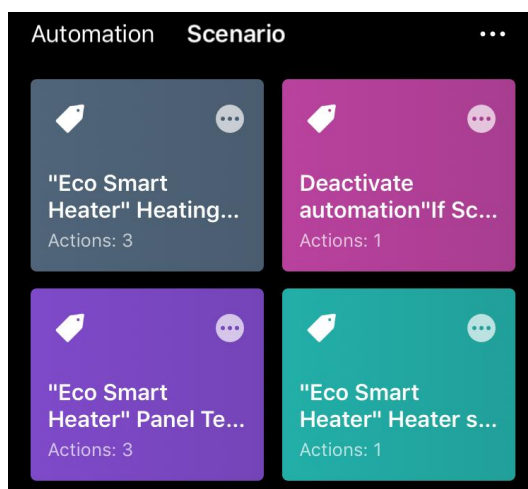 Automation Scenario
"Eco Smart
Heater" Heating...
Actions: 3
Deactivate
automation"If Sc...
Actions: 1
"Eco Smart
Heater" Panel Te...
Actions: 3
"Eco Smart
Heater" Heater s...
Actions: 1